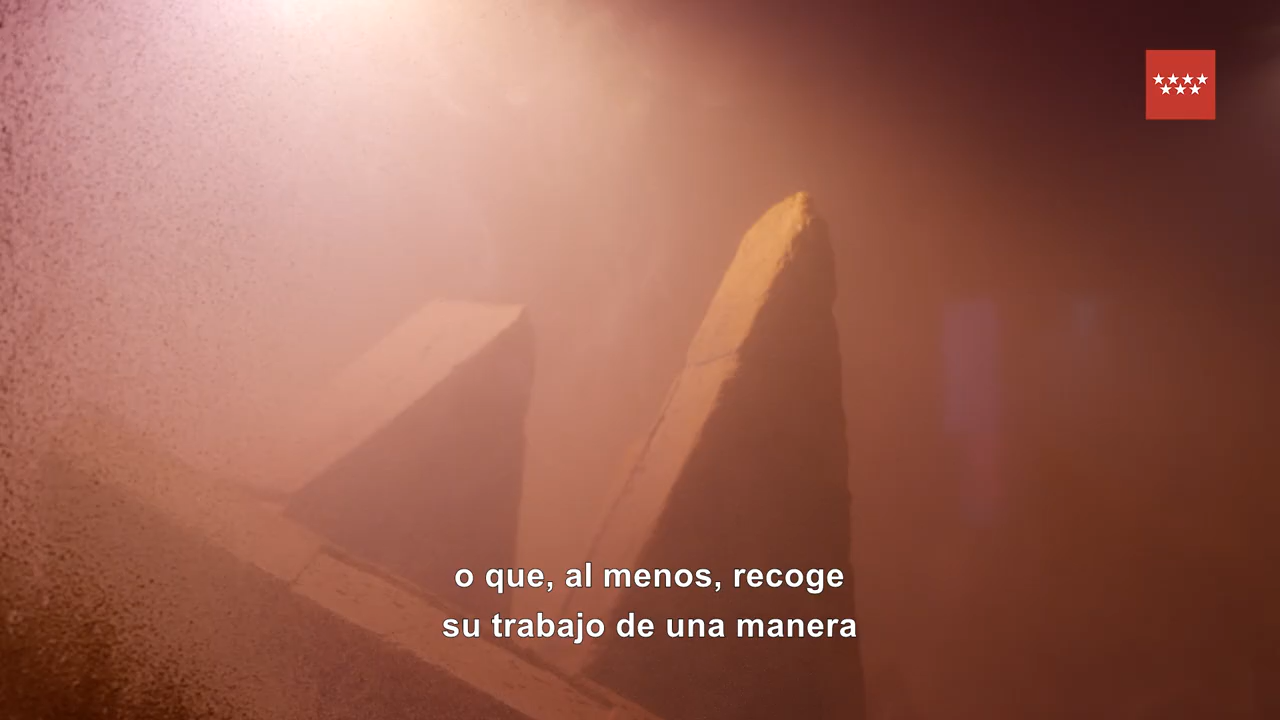 o que, al menos, recoge
su trabajo de una manera